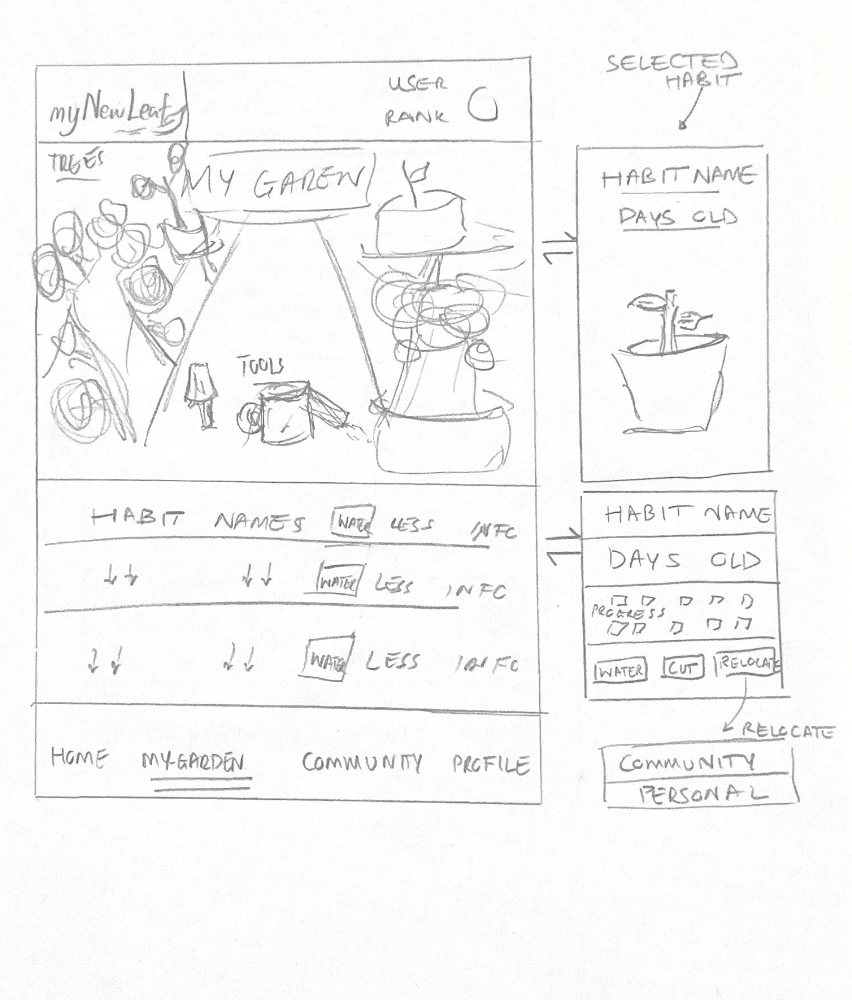 myNewLeaf
USER
RANK
TREES
MY GAREN
TOOLS
HABIT NAMES WATER LESS INFO
WATER LESS INFO
WATER LESS INFO
HOME MY-GARDEN COMMUNITY PROFILE
SELECTED
HABIT
HABIT NAME
DAYS OLD
HABIT NAME
DAYS OLD
PROGRESS
WATER CUT RELOCATE
RELOCATE
COMMUNITY
PERSONAL